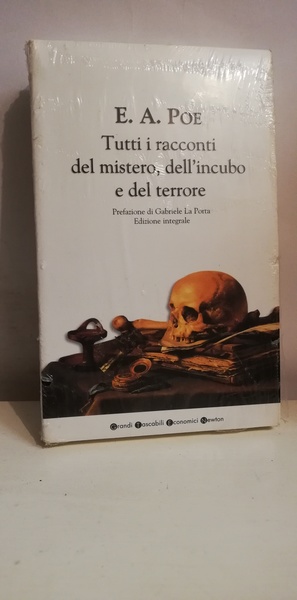 E. A. POE
Tutti i racconti
del mistero, dell'incubo
e del terrore
Prefazione di Gabriele La Porta
Edizione integrale
Grandi Tascabili Economici Newton